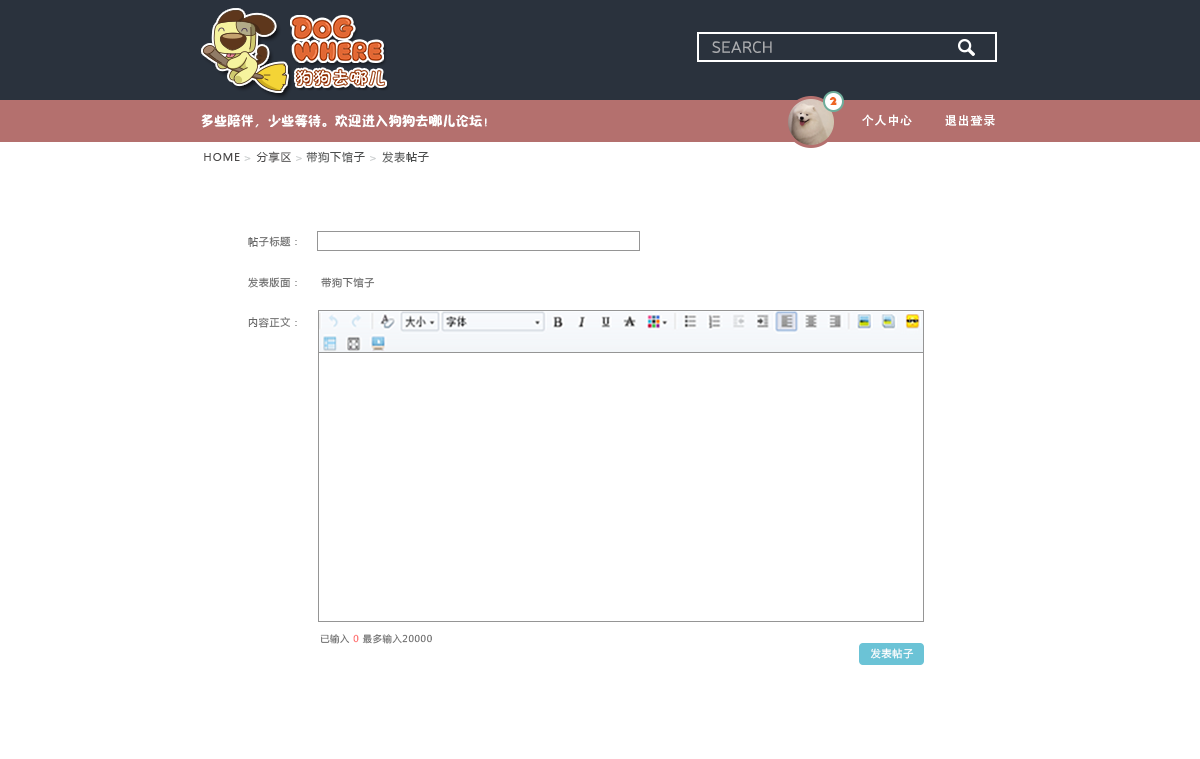 DOG
WHERE
狗狗去哪儿
SEARCH
多些陪伴，少些等待。欢迎进入狗狗去哪儿论坛！
2
个人中心
退出登录
HOME > 分享区 > 带狗下馆子 > 发表帖子
帖子标题：
发表版面： 带狗下馆子
内容正文：
大小 字体 B I U A
已输入 0 最多输入20000
发表帖子